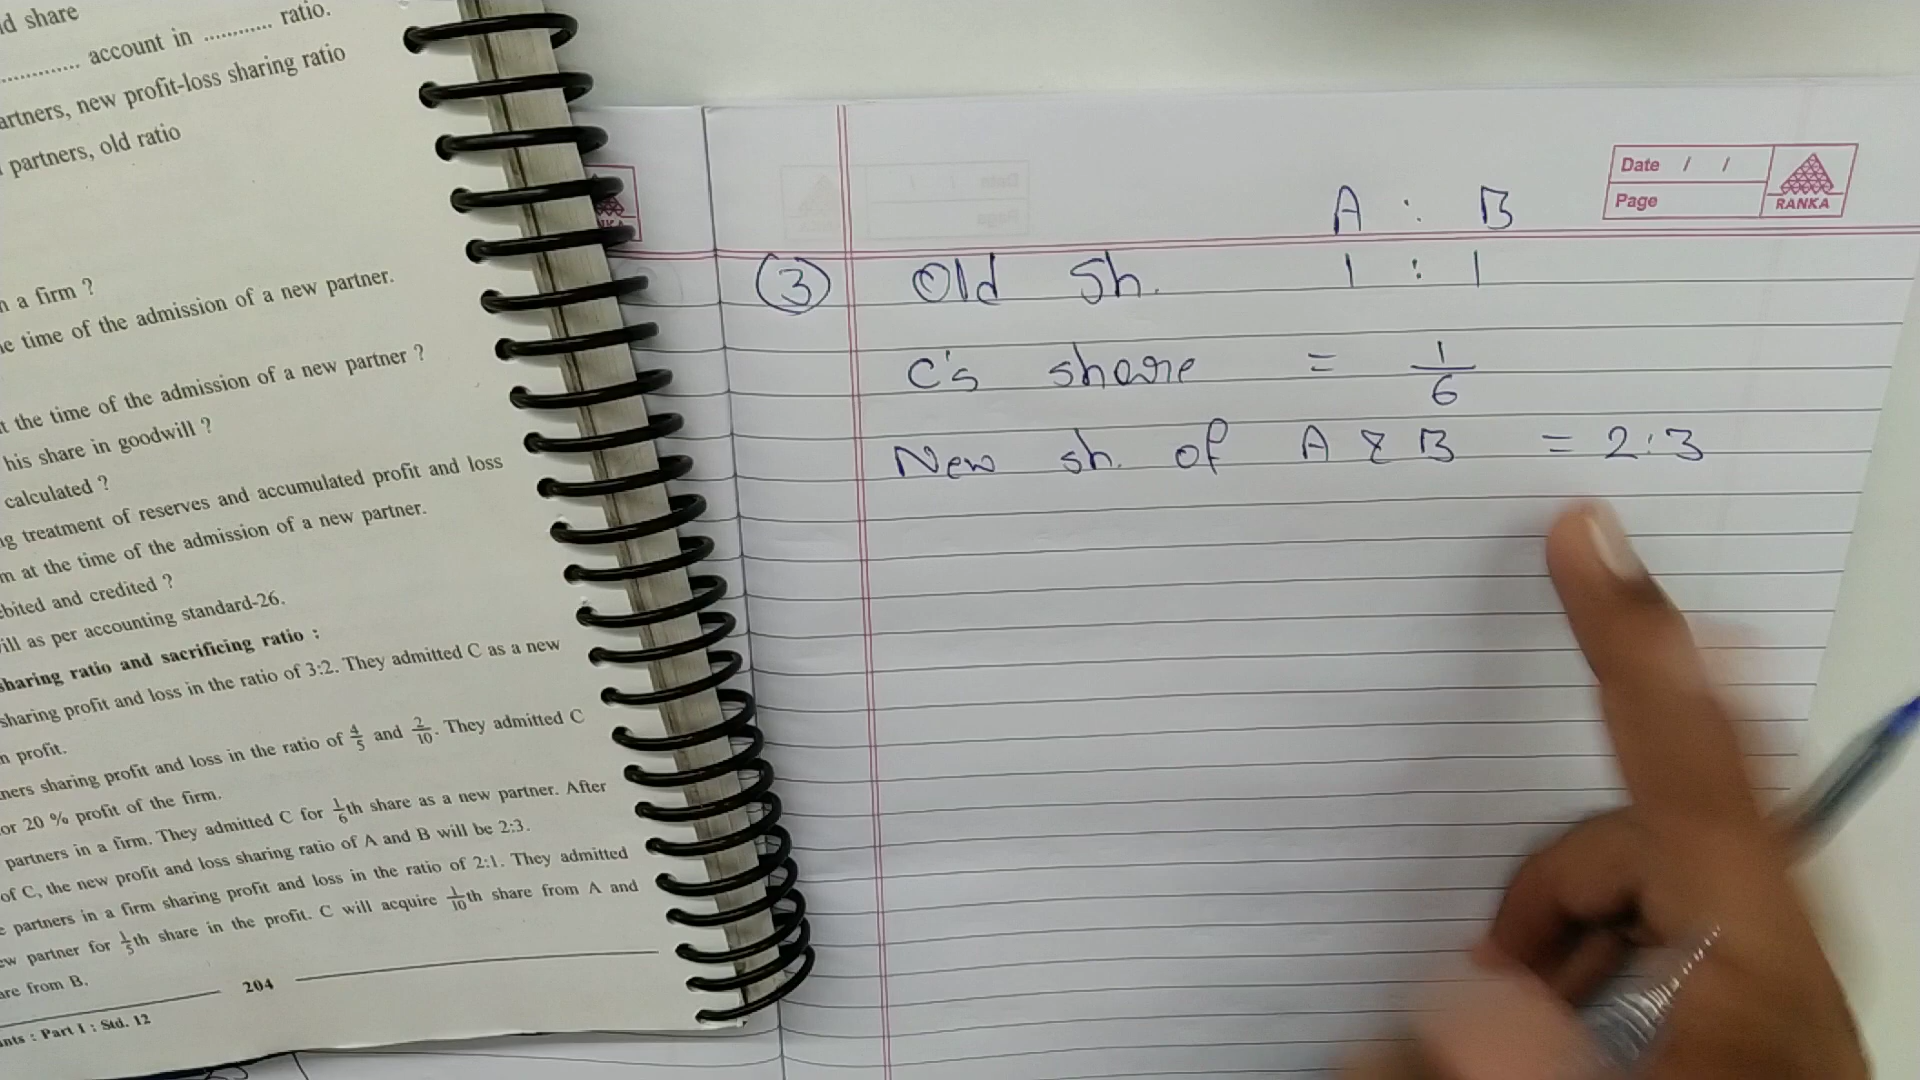 share
account in ............ ratio.
partners, new profit-loss sharing ratio
partners, old ratio
in a firm ?
time of the admission of a new partner.
at the time of the admission of a new partner ?
his share in goodwill ?
calculated ?
treatment of reserves and accumulated profit and loss
at the time of the admission of a new partner.
and credited ?
as per accounting standard-26.
sharing ratio and sacrificing ratio :
sharing profit and loss in the ratio of 3:2. They admitted C as a new
profit.
sharing profit and loss in the ratio of 4/5 and 2/10. They admitted C
or 20 % profit of the firm.
partners in a firm. They admitted C for 1/6th share as a new partner. After
of C, the new profit and loss sharing ratio of A and B will be 2:3.
partners in a firm sharing profit and loss in the ratio of 2:1. They admitted
partner for 1/5th share in the profit. C will acquire 1/10th share from A and
from B.
204
: Part I : Std. 12
Date / /
Page
RANKA
A : B
(3) Old Sh. 1 : 1
C's share = 1/6
New sh. of A & B = 2:3